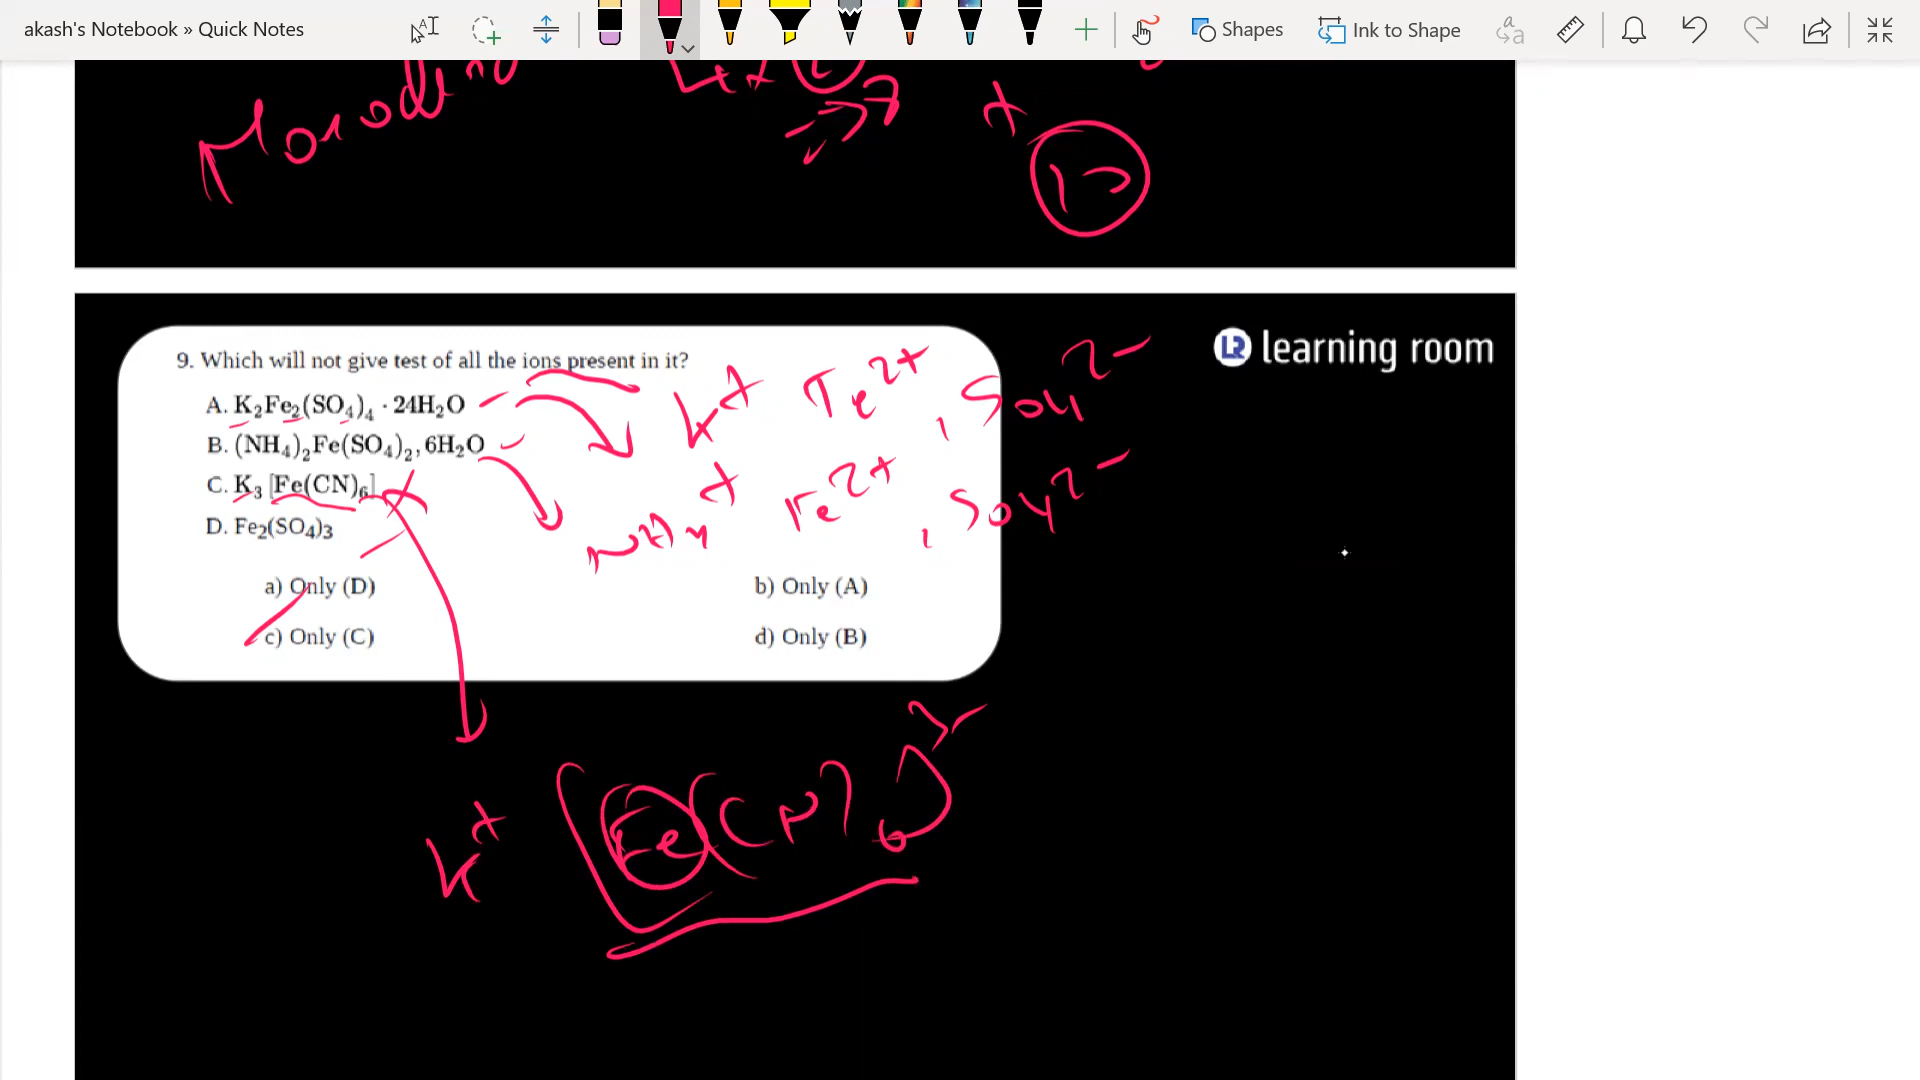 akash's Notebook » Quick Notes
Shapes
Ink to Shape
12
9. Which will not give test of all the ions present in it?
A. K₂Fe₂(SO₄)₄ · 24H₂O
K⁺ Fe²⁺, SO₄²⁻
B. (NH₄)₂Fe(SO₄)₂, 6H₂O
NH₄⁺ Fe²⁺, SO₄²⁻
C. K₃ [Fe(CN)₆]
D. Fe₂(SO₄)₃
a) Only (D)
b) Only (A)
c) Only (C)
d) Only (B)
learning room
K⁺ [Fe(CN)₆]³⁻